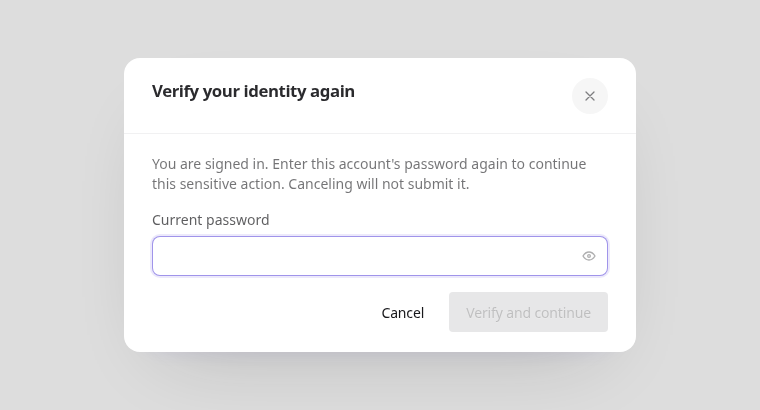 Verify your identity again
You are signed in. Enter this account's password again to continue
this sensitive action. Canceling will not submit it.
Current password
Cancel
Verify and continue